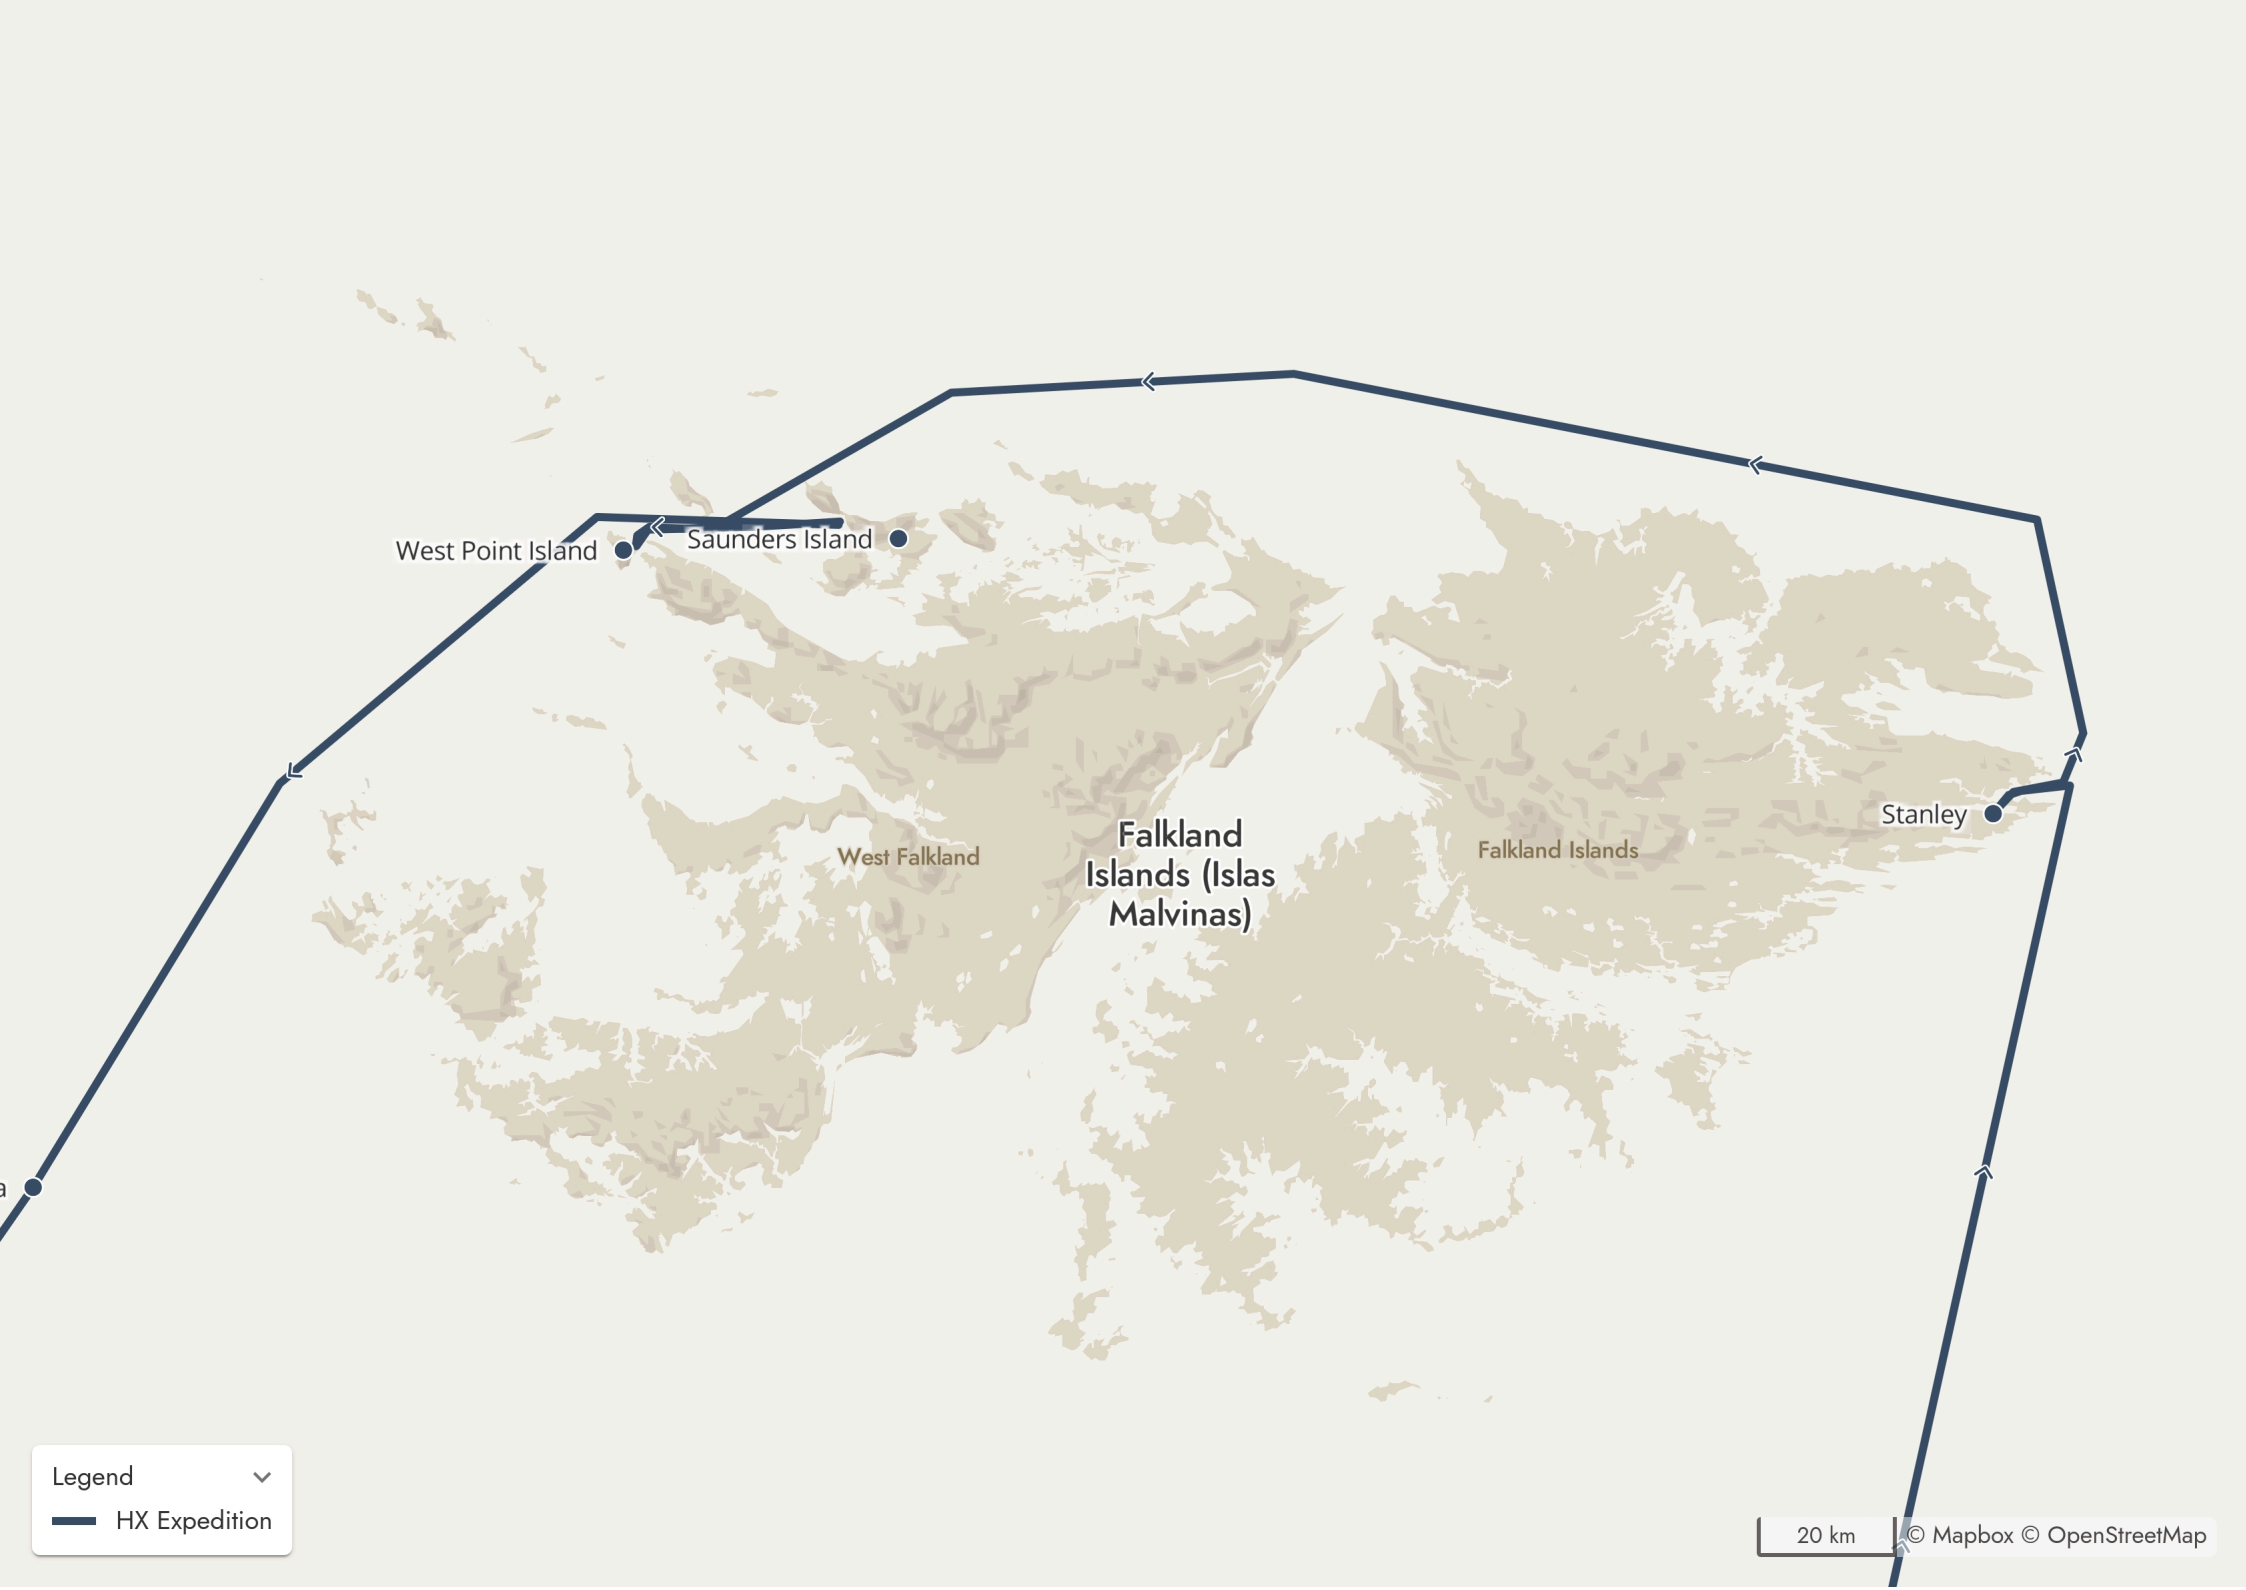 West Point Island
Saunders Island
Stanley
West Falkland
Falkland
Islands (Islas
Malvinas)
Falkland Islands
a
Legend
HX Expedition
20 km
© Mapbox © OpenStreetMap